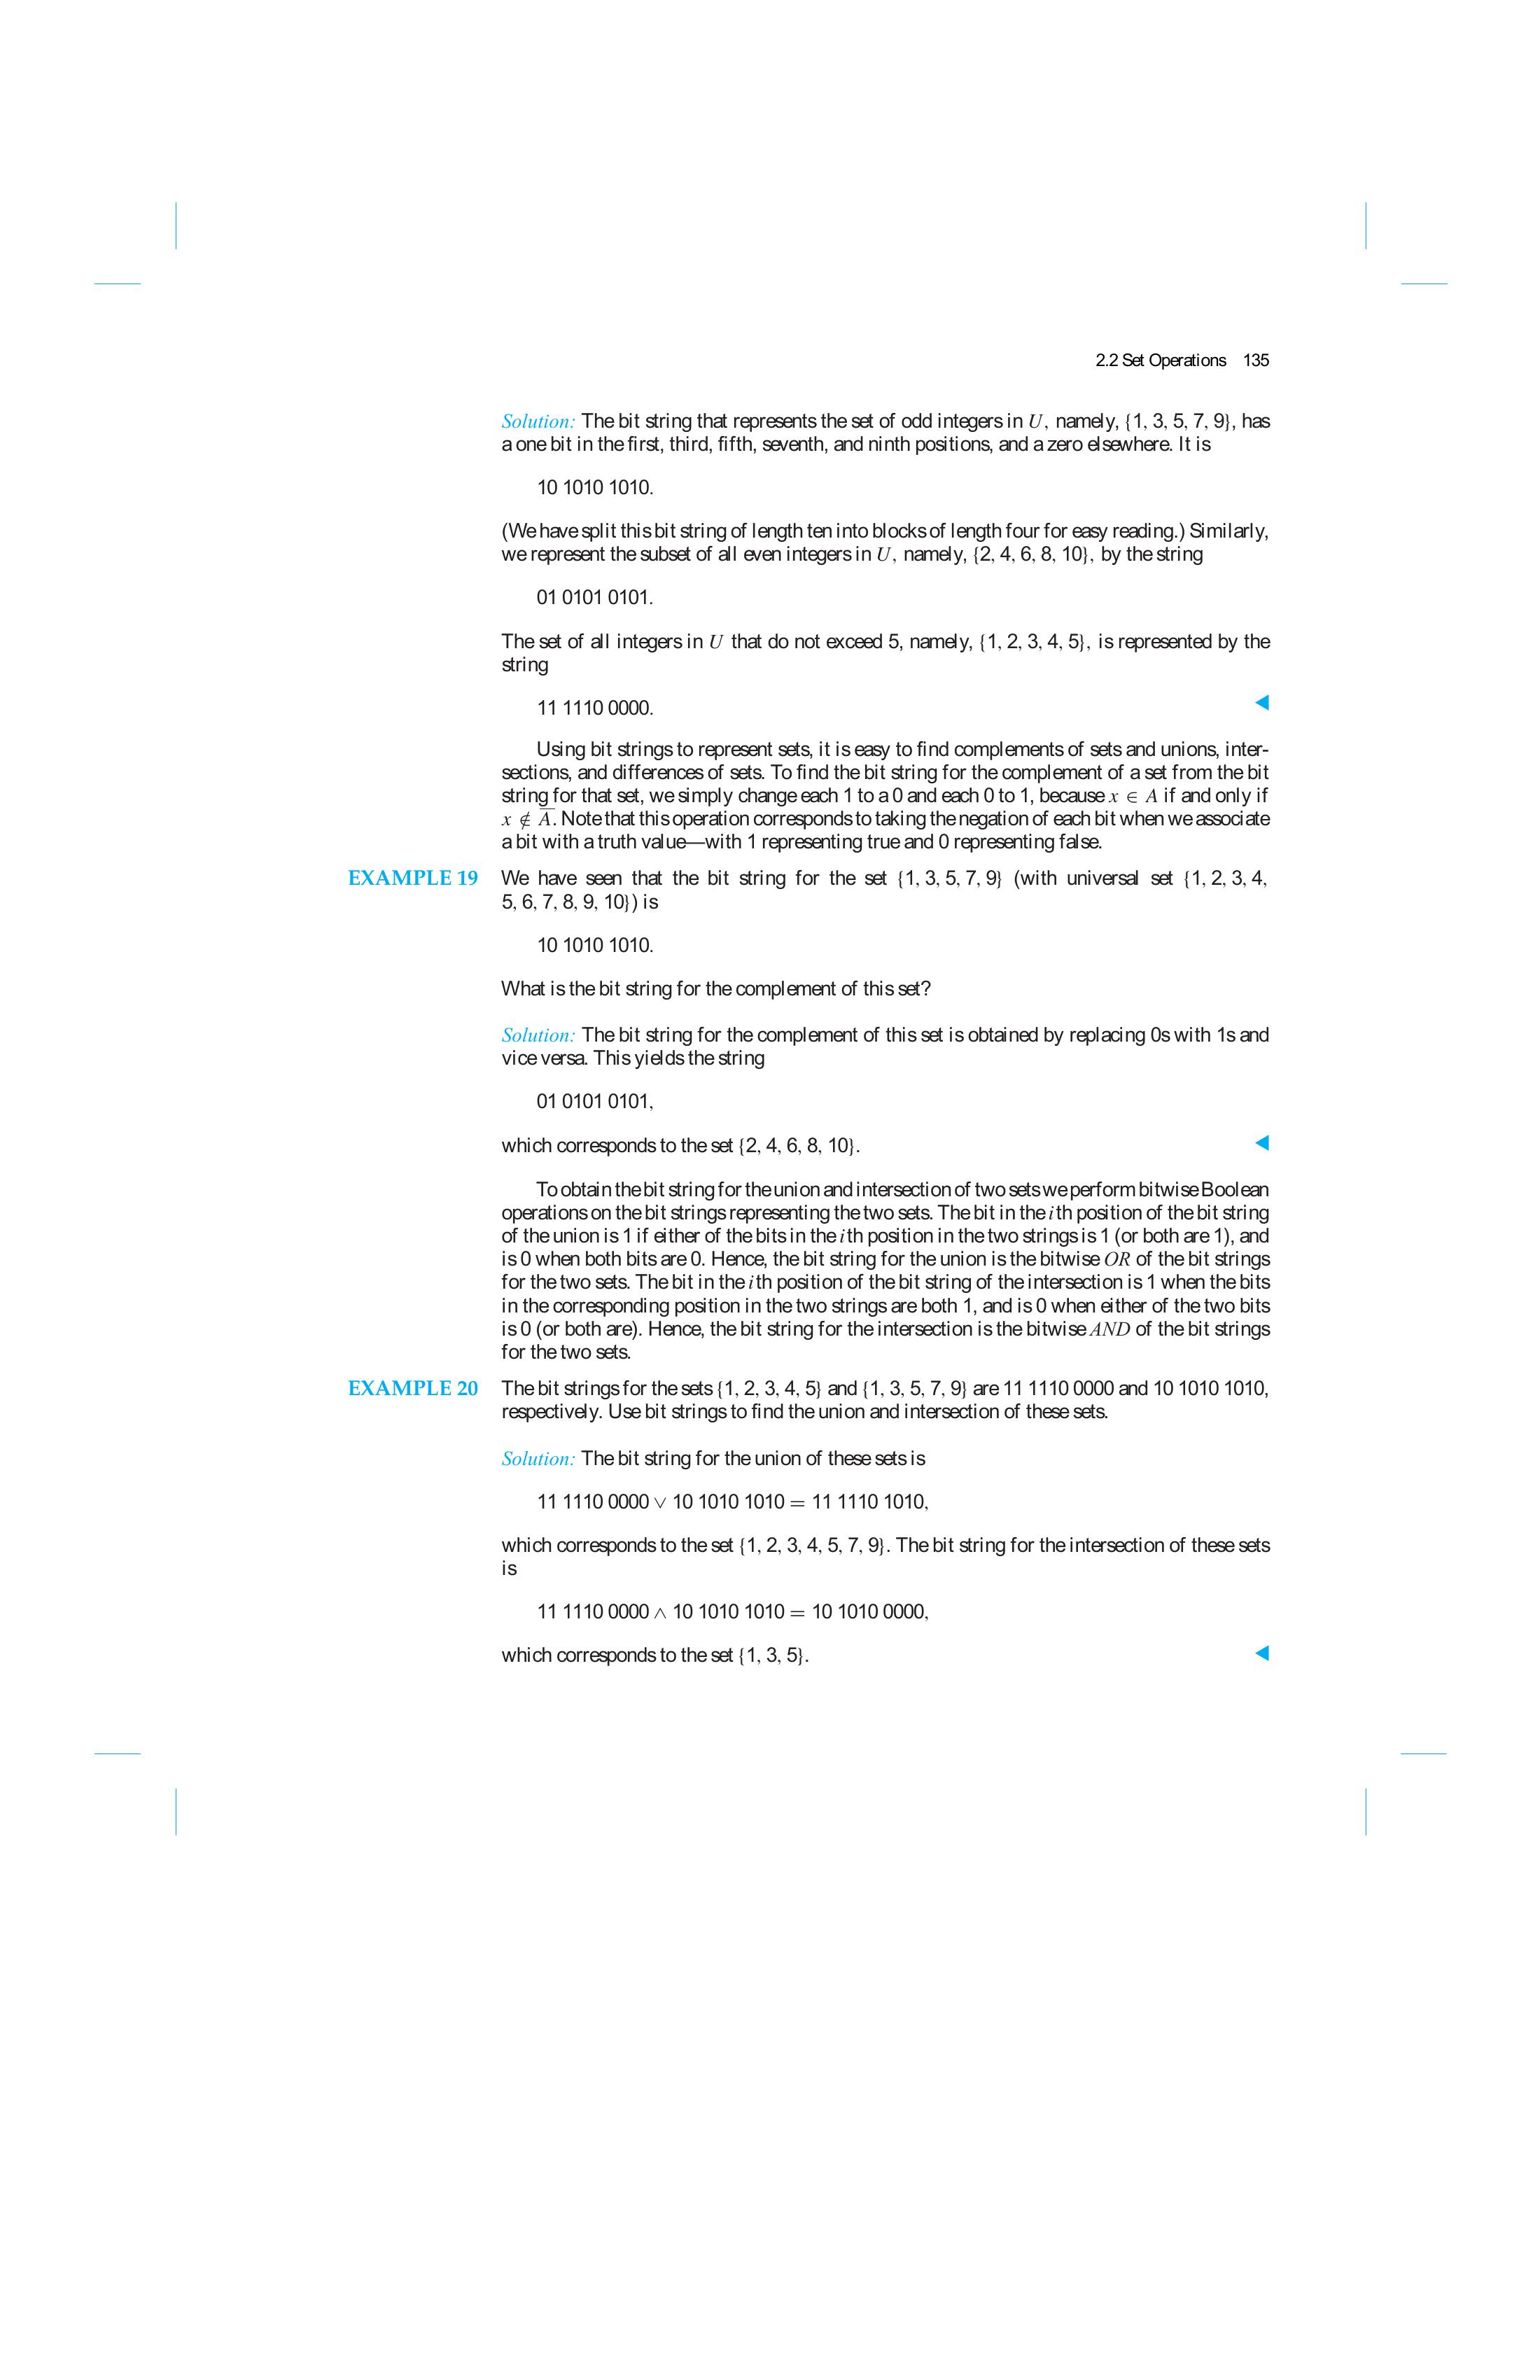 2.2 Set Operations 135
Solution: The bit string that represents the set of odd integers in U, namely, {1, 3, 5, 7, 9}, has
a one bit in the first, third, fifth, seventh, and ninth positions, and a zero elsewhere. It is
10 1010 1010.
(We have split this bit string of length ten into blocks of length four for easy reading.) Similarly,
we represent the subset of all even integers in U, namely, {2, 4, 6, 8, 10}, by the string
01 0101 0101.
The set of all integers in U that do not exceed 5, namely, {1, 2, 3, 4, 5}, is represented by the
string
11 1110 0000.
Using bit strings to represent sets, it is easy to find complements of sets and unions, inter-
sections, and differences of sets. To find the bit string for the complement of a set from the bit
string for that set, we simply change each 1 to a 0 and each 0 to 1, because x ∈ A if and only if
x ∉ A̅. Note that this operation corresponds to taking the negation of each bit when we associate
a bit with a truth value—with 1 representing true and 0 representing false.
EXAMPLE 19 We have seen that the bit string for the set {1, 3, 5, 7, 9} (with universal set {1, 2, 3, 4,
5, 6, 7, 8, 9, 10}) is
10 1010 1010.
What is the bit string for the complement of this set?
Solution: The bit string for the complement of this set is obtained by replacing 0s with 1s and
vice versa. This yields the string
01 0101 0101,
which corresponds to the set {2, 4, 6, 8, 10}.
To obtain the bit string for the union and intersection of two sets we perform bitwise Boolean
operations on the bit strings representing the two sets. The bit in the ith position of the bit string
of the union is 1 if either of the bits in the ith position in the two strings is 1 (or both are 1), and
is 0 when both bits are 0. Hence, the bit string for the union is the bitwise OR of the bit strings
for the two sets. The bit in the ith position of the bit string of the intersection is 1 when the bits
in the corresponding position in the two strings are both 1, and is 0 when either of the two bits
is 0 (or both are). Hence, the bit string for the intersection is the bitwise AND of the bit strings
for the two sets.
EXAMPLE 20 The bit strings for the sets {1, 2, 3, 4, 5} and {1, 3, 5, 7, 9} are 11 1110 0000 and 10 1010 1010,
respectively. Use bit strings to find the union and intersection of these sets.
Solution: The bit string for the union of these sets is
11 1110 0000 ∨ 10 1010 1010 = 11 1110 1010,
which corresponds to the set {1, 2, 3, 4, 5, 7, 9}. The bit string for the intersection of these sets
is
11 1110 0000 ∧ 10 1010 1010 = 10 1010 0000,
which corresponds to the set {1, 3, 5}.